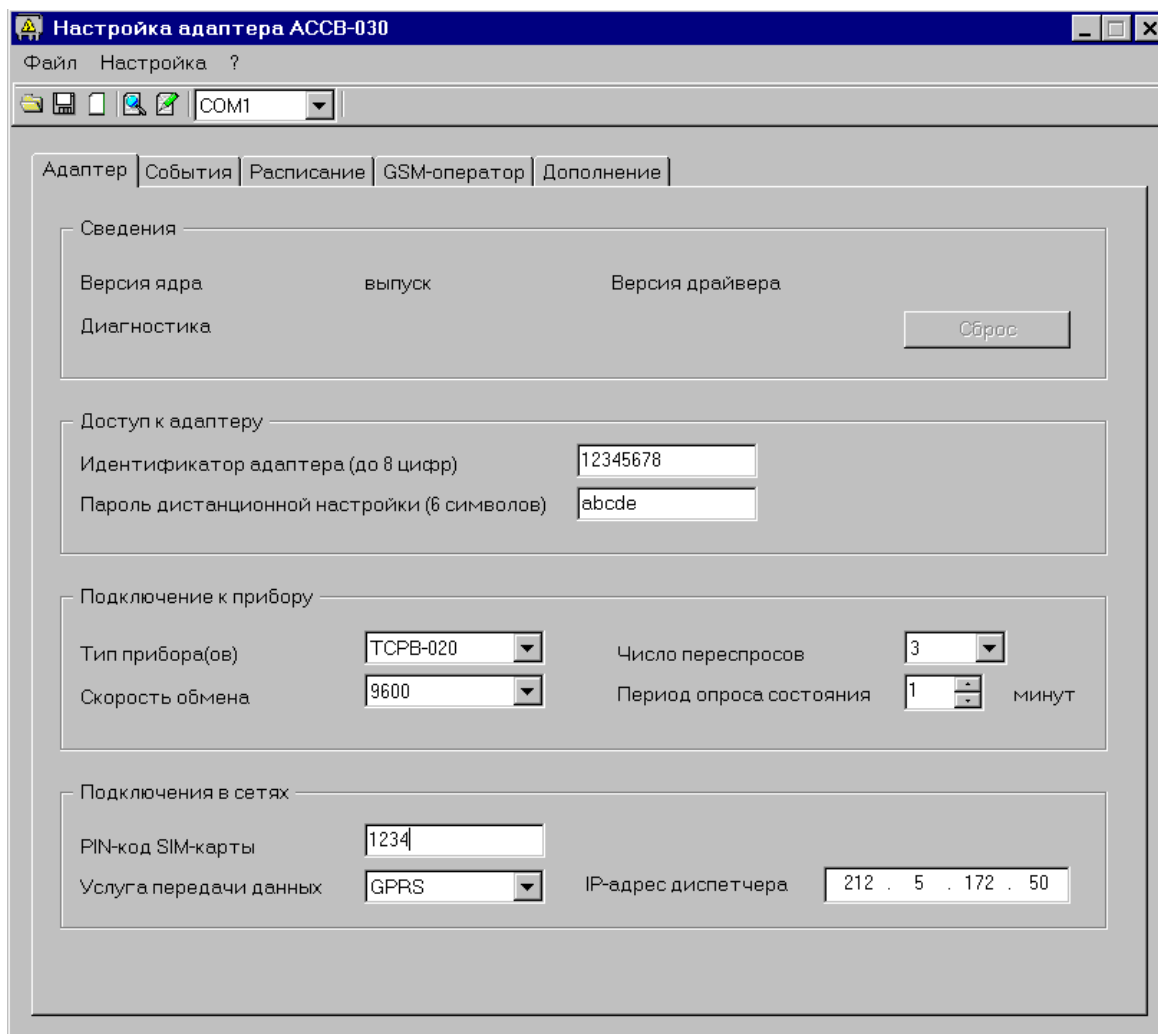 Настройка адаптера АССВ-030
Файл Настройка ?
COM1
Адаптер События Расписание GSM-оператор Дополнение
Сведения
Версия ядра выпуск Версия драйвера
Диагностика Сброс
Доступ к адаптеру
Идентификатор адаптера (до 8 цифр) 12345678
Пароль дистанционной настройки (6 символов) abcde
Подключение к прибору
Тип прибора(ов) ТСРВ-020 Число переспросов 3
Скорость обмена 9600 Период опроса состояния 1 минут
Подключения в сетях
PIN-код SIM-карты 1234
Услуга передачи данных GPRS IP-адрес диспетчера 212 . 5 . 172 . 50